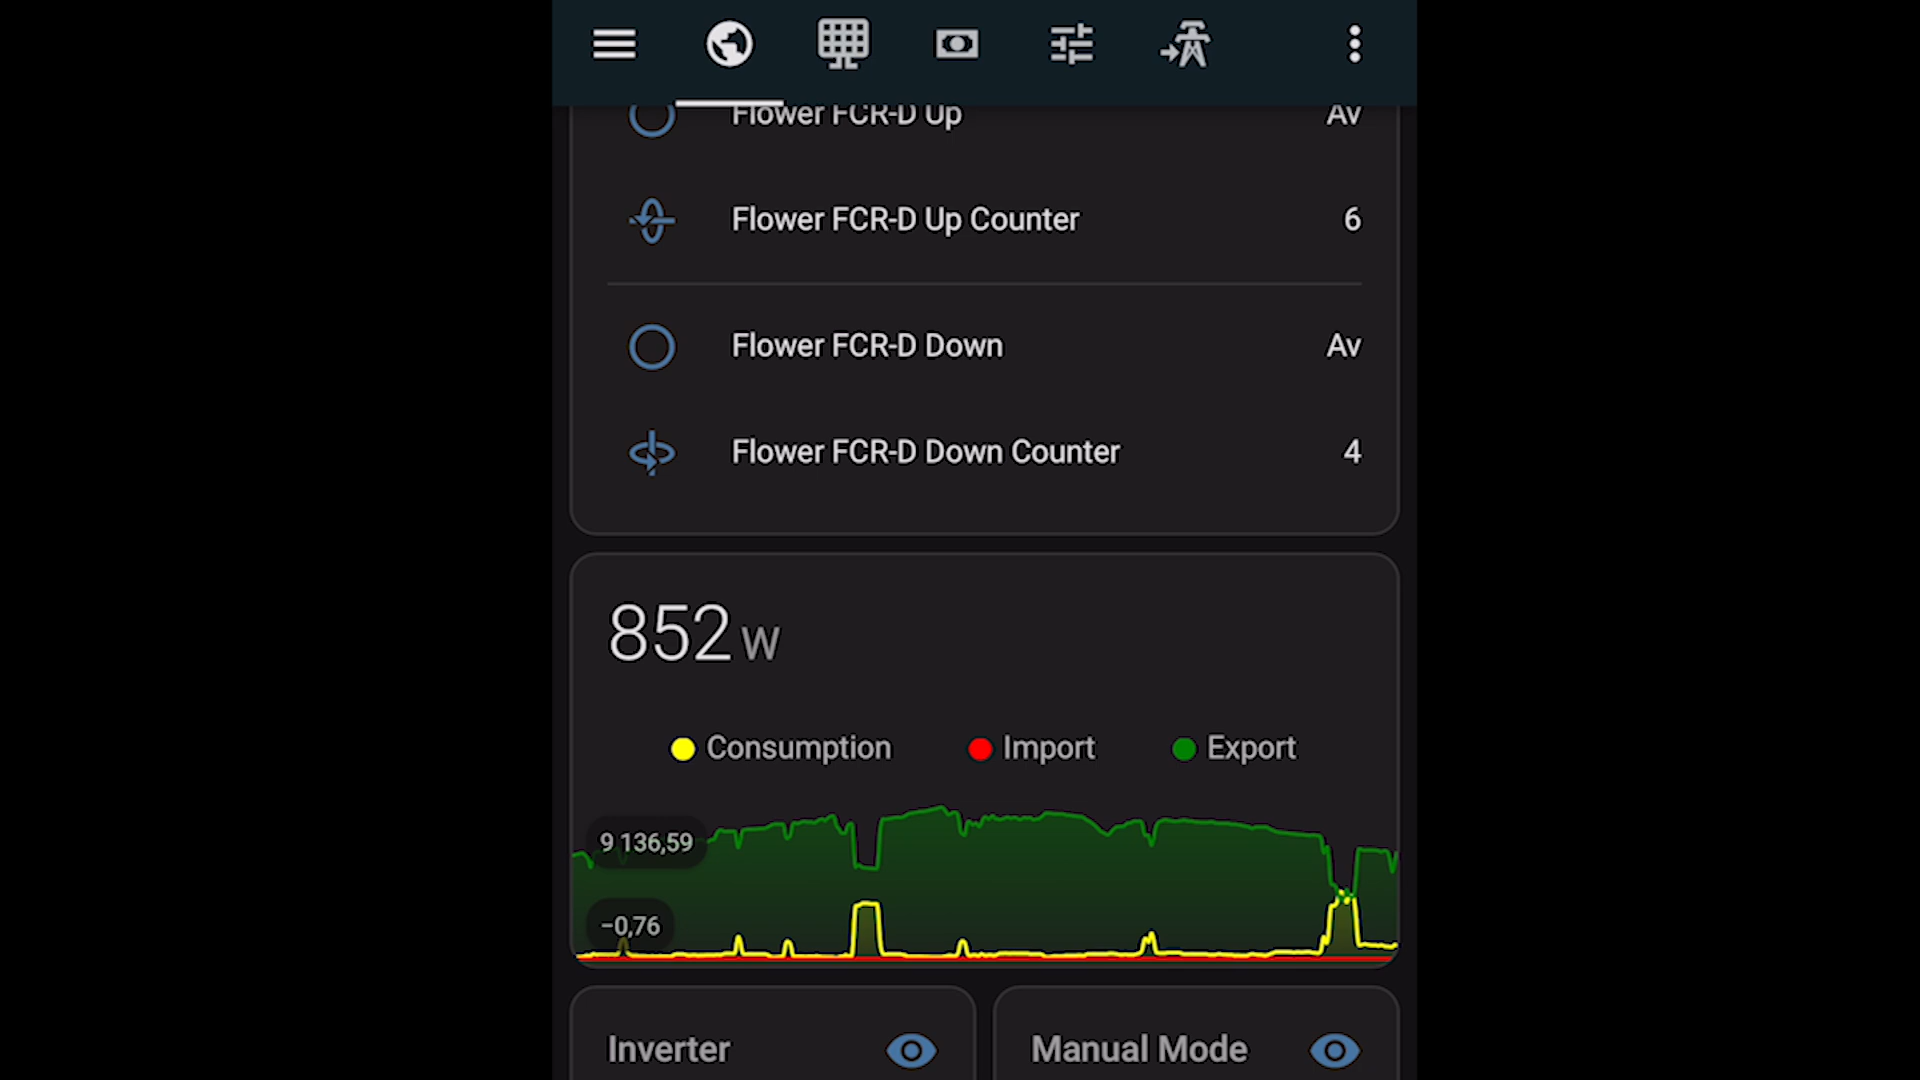 Flower FCR-D Up Av
Flower FCR-D Up Counter 6
Flower FCR-D Down Av
Flower FCR-D Down Counter 4
852 W
Consumption Import Export
9 136,59
−0,76
Inverter Manual Mode